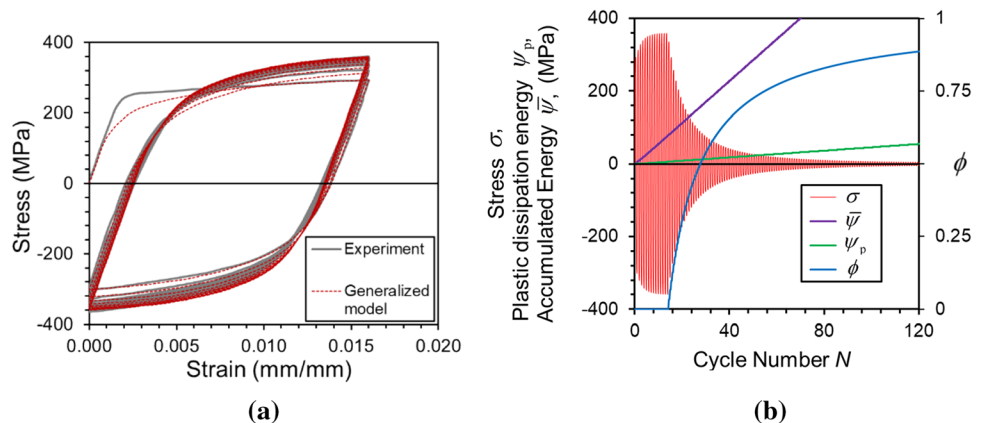 400
200
0
-200
-400
Stress (MPa)
Experiment
Generalized
model
0.000
0.005
0.010
0.015
0.020
Strain (mm/mm)
(a)
Stress σ,
Plastic dissipation energy ψp,
Accumulated Energy ψ̅, (MPa)
400
200
0
-200
-400
1
0.75
0.25
0
ϕ
σ
ψ̅
ψp
ϕ
0
40
80
120
Cycle Number N
(b)